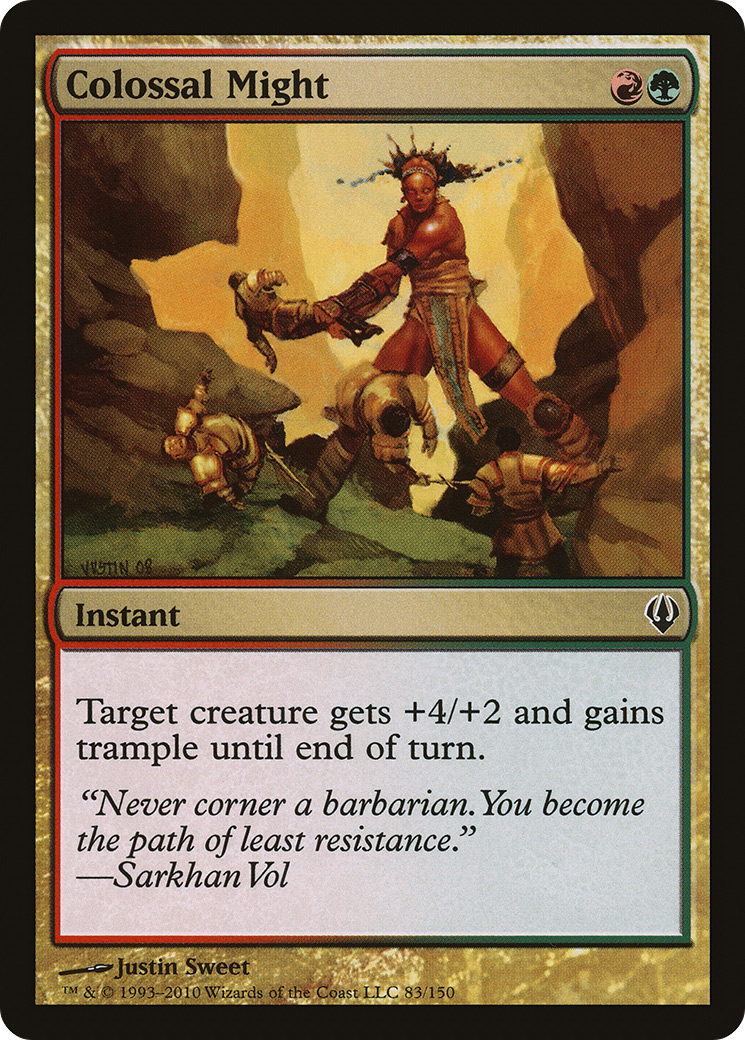 Colossal Might
JUSTIN 08
Instant
Target creature gets +4/+2 and gains
trample until end of turn.
“Never corner a barbarian. You become
the path of least resistance.”
—Sarkhan Vol
Justin Sweet
™ & © 1993–2010 Wizards of the Coast LLC 83/150